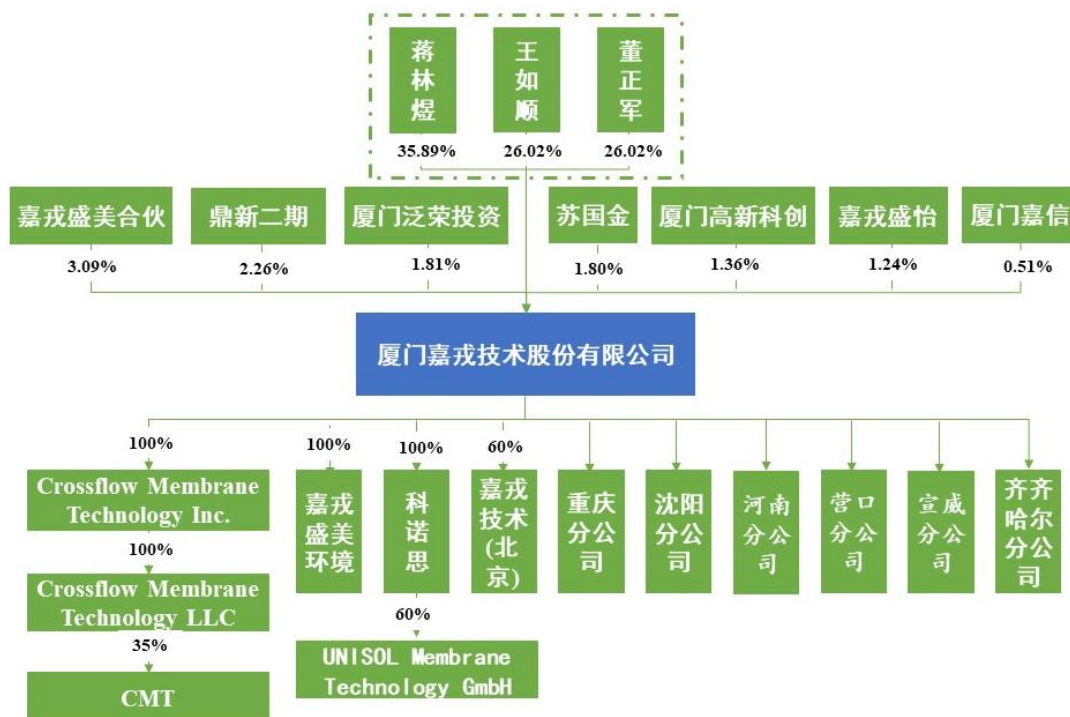 蒋林煜
王如顺
董正军
35.89%
26.02%
26.02%
嘉戎盛美合伙
鼎新二期
厦门泛荣投资
苏国金
厦门高新科创
嘉戎盛怡
厦门嘉信
3.09%
2.26%
1.81%
1.80%
1.36%
1.24%
0.51%
厦门嘉戎技术股份有限公司
100%
100%
100%
60%
Crossflow Membrane
Technology Inc.
嘉戎
盛美
环境
科
诺
思
嘉戎
技术
(北
京)
重庆
分公
司
沈阳
分公
司
河南
分公
司
营口
分公
司
宣威
分公
司
齐齐
哈尔
分公
司
100%
Crossflow Membrane
Technology LLC
60%
35%
UNISOL Membrane
Technology GmbH
CMT